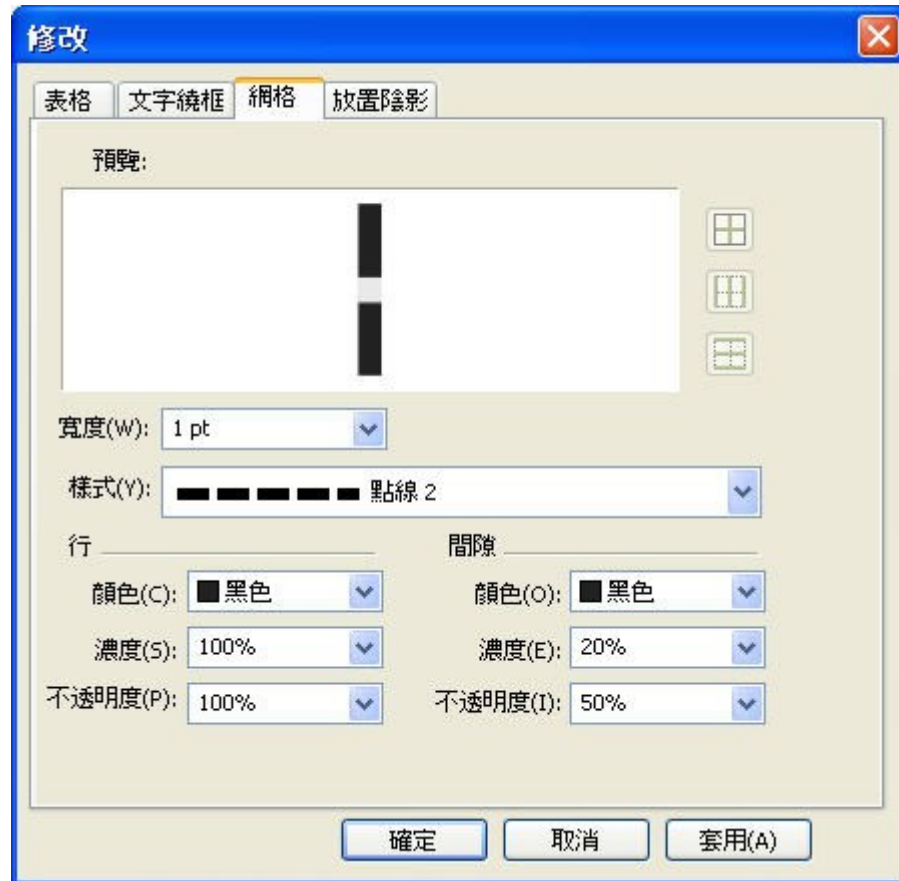 修改
表格 文字繞框 網格 放置陰影
預覽:
寬度(W): 1 pt
樣式(Y): 點線 2
行 間隙
顏色(C): 黑色 顏色(O): 黑色
濃度(S): 100% 濃度(E): 20%
不透明度(P): 100% 不透明度(I): 50%
確定 取消 套用(A)